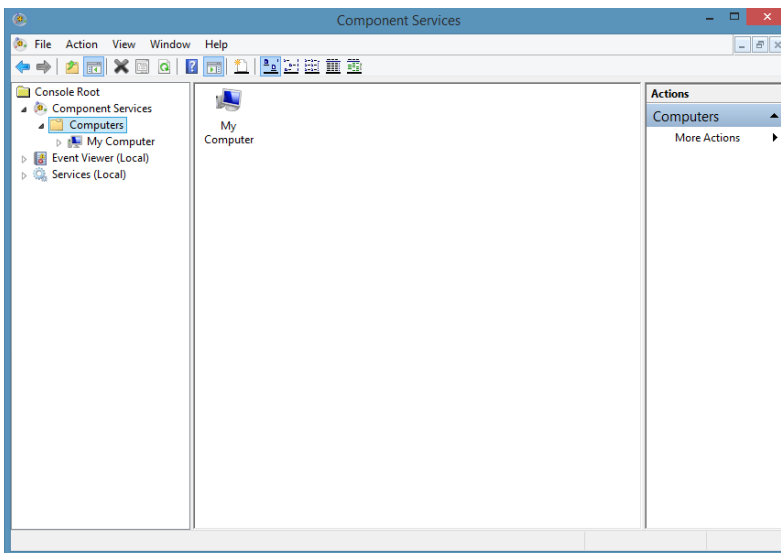 Component Services
File Action View Window Help
Console Root
Component Services
Computers
My Computer
Event Viewer (Local)
Services (Local)
My
Computer
Actions
Computers
More Actions